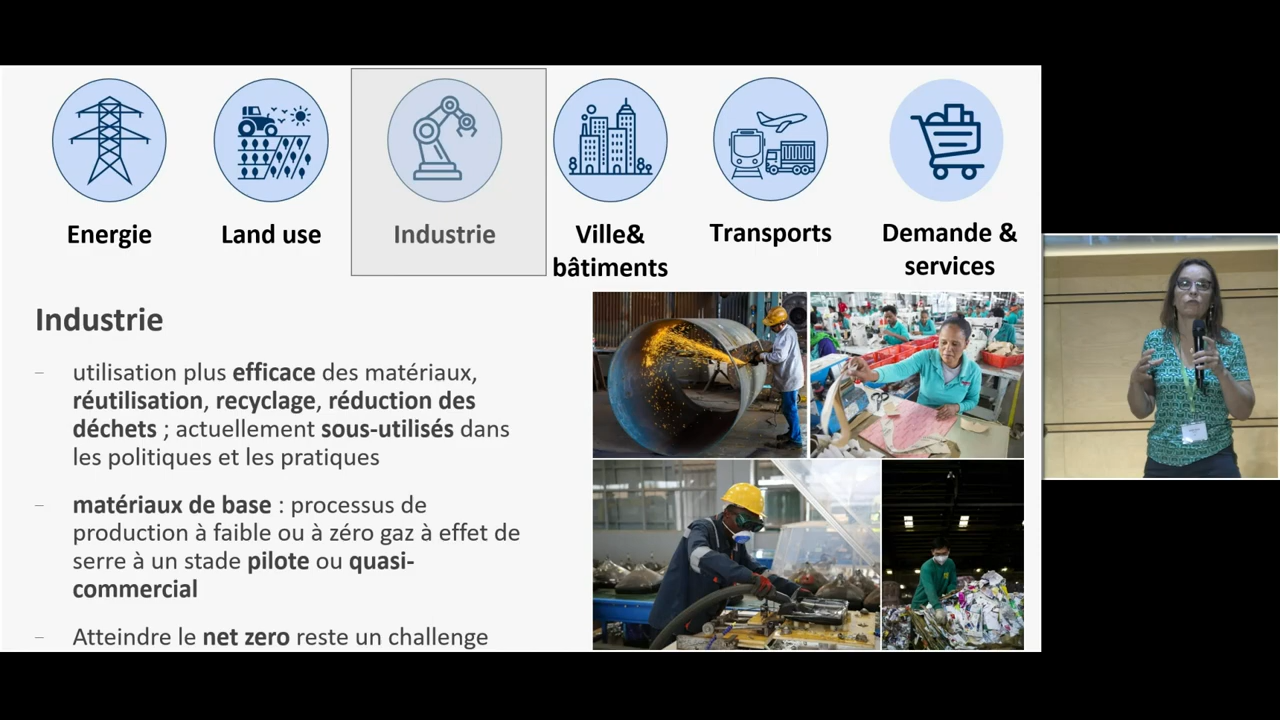 Energie
Land use
Industrie
Ville&
bâtiments
Transports
Demande &
services
Industrie
– utilisation plus efficace des matériaux,
réutilisation, recyclage, réduction des
déchets ; actuellement sous-utilisés dans
les politiques et les pratiques
– matériaux de base : processus de
production à faible ou à zéro gaz à effet de
serre à un stade pilote ou quasi-
commercial
– Atteindre le net zero reste un challenge